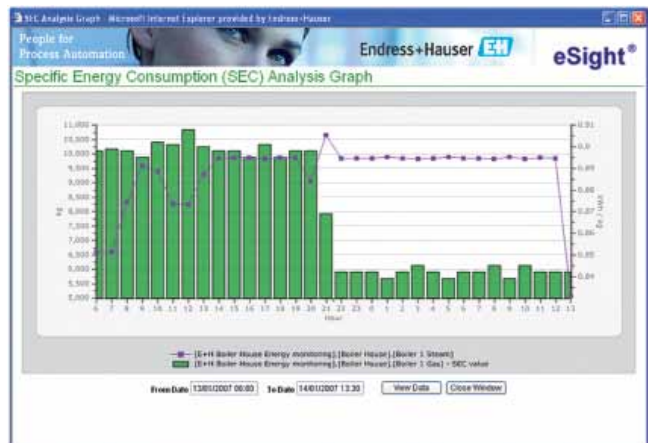 SEC Analysis Graph - Microsoft Internet Explorer provided by Endress+Hauser
People for
Process Automation
Endress+Hauser EH
eSight®
Specific Energy Consumption (SEC) Analysis Graph
11,000
10,000
9,500
9,000
8,500
8,000
7,500
7,000
6,500
6,000
5,500
5,000
kg
0.04
kWh / kg
6 7 8 9 10 11 12 13 14 15 16 17 18 19 20 21 22 23 0 1 2 3 4 5 6 7 8 9 10 11 12 13
Hour
[E+H Boiler House Energy monitoring].[Boiler House].[Boiler 1 Steam]
[E+H Boiler House Energy monitoring].[Boiler House].[Boiler 1 Gas] - SEC value
From Date 13/01/2007 06:00 To Date 14/01/2007 13:30 View Data Close Window